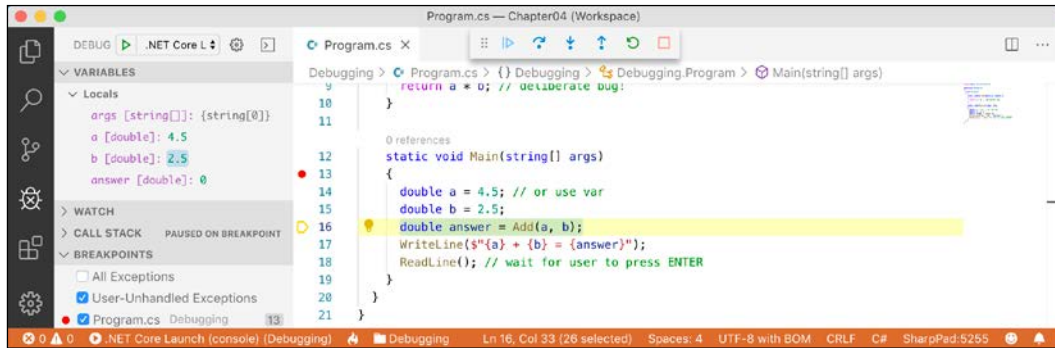 Program.cs — Chapter04 (Workspace)
DEBUG .NET Core L
Program.cs
Debugging > Program.cs > {} Debugging > Debugging.Program > Main(string[] args)
VARIABLES
Locals
args [string[]]: {string[0]}
a [double]: 4.5
b [double]: 2.5
answer [double]: 0
WATCH
CALL STACK PAUSED ON BREAKPOINT
BREAKPOINTS
All Exceptions
User-Unhandled Exceptions
Program.cs Debugging 13
9 return a * b; // deliberate bug!
10 }
11
0 references
12 static void Main(string[] args)
13 {
14 double a = 4.5; // or use var
15 double b = 2.5;
16 double answer = Add(a, b);
17 WriteLine($"{a} + {b} = {answer}");
18 ReadLine(); // wait for user to press ENTER
19 }
20 }
21 }
0 0 .NET Core Launch (console) (Debugging) Debugging Ln 16, Col 33 (26 selected) Spaces: 4 UTF-8 with BOM CRLF C# SharpPad:5255